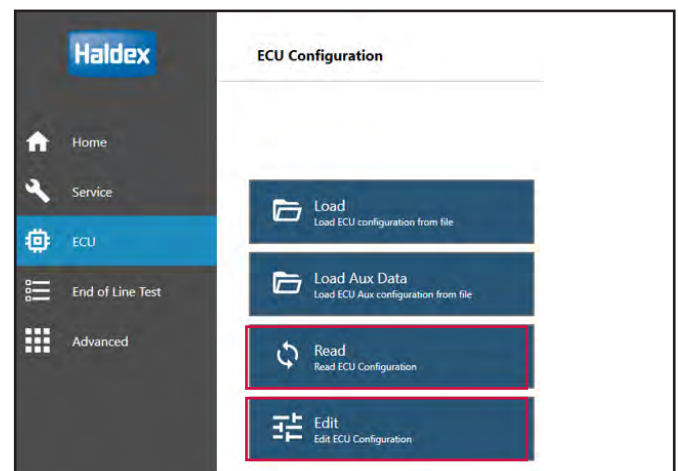 Haldex
ECU Configuration
Home
Service
ECU
End of Line Test
Advanced
Load
Load ECU configuration from file
Load Aux Data
Load ECU Aux configuration from file
Read
Read ECU Configuration
Edit
Edit ECU Configuration